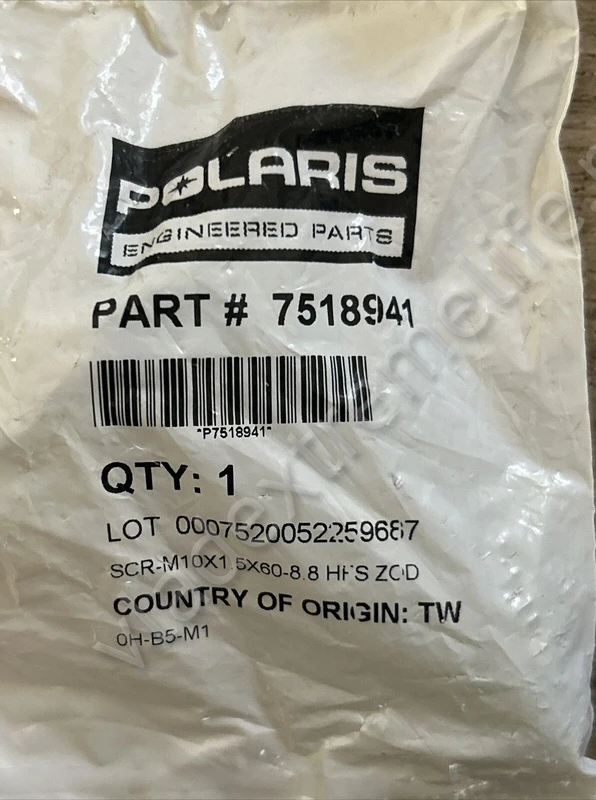 POLARIS
ENGINEERED PARTS
PART # 7518941
*P7518941*
QTY: 1
LOT 0007520052259687
SCR-M10X1.5X60-8.8 HFS ZOD
COUNTRY OF ORIGIN: TW
0H-B5-M1